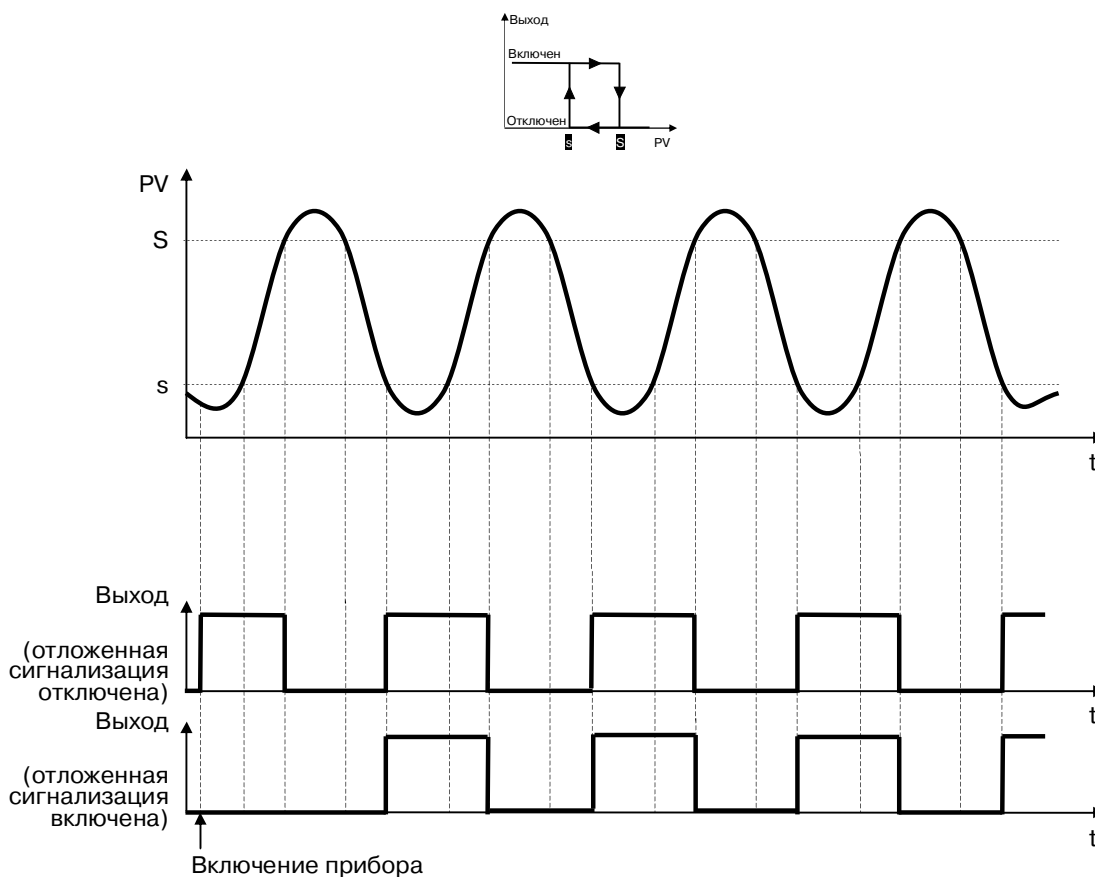 Выход
Включен
Отключен
s
S
PV
PV
S
s
t
Выход
(отложенная
сигнализация
отключена)
t
Выход
(отложенная
сигнализация
включена)
t
Включение прибора